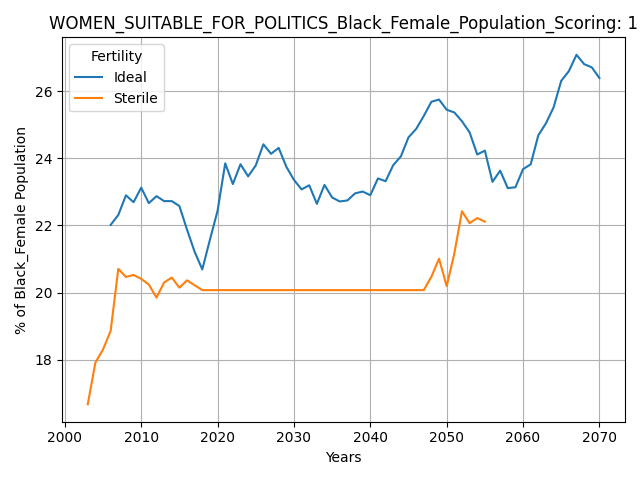 WOMEN_SUITABLE_FOR_POLITICS_Black_Female_Population_Scoring: 1
Fertility
Ideal
Sterile
% of Black_Female Population
26
24
22
20
18
2000 2010 2020 2030 2040 2050 2060 2070
Years